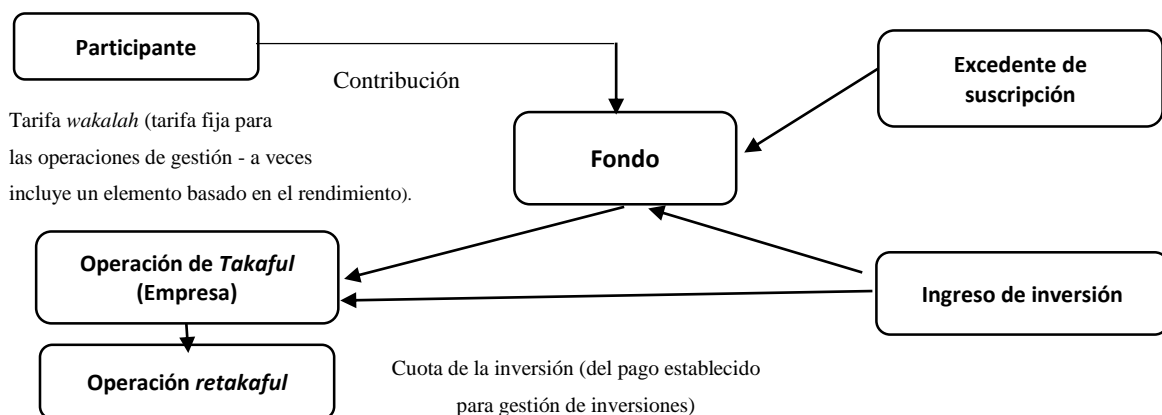 Participante
Contribución
Excedente de
suscripción
Tarifa wakalah (tarifa fija para
las operaciones de gestión - a veces
incluye un elemento basado en el rendimiento).
Fondo
Operación de Takaful
(Empresa)
Ingreso de inversión
Operación retakaful
Cuota de la inversión (del pago establecido
para gestión de inversiones)